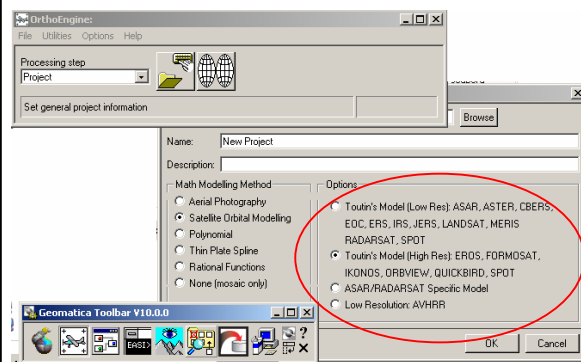 OrthoEngine:
File Utilities Options Help
Processing step
Project
Set general project information
Browse
Name: New Project
Description:
Math Modelling Method
Aerial Photography
Satellite Orbital Modelling
Polynomial
Thin Plate Spline
Rational Functions
None (mosaic only)
Options
Toutin's Model (Low Res): ASAR, ASTER, CBERS,
EOC, ERS, IRS, JERS, LANDSAT, MERIS
RADARSAT, SPOT
Toutin's Model (High Res): EROS, FORMOSAT,
IKONOS, ORBVIEW, QUICKBIRD, SPOT
ASAR/RADARSAT Specific Model
Low Resolution: AVHRR
Geomatica Toolbar V10.0.0
EASI>
?
OK Cancel